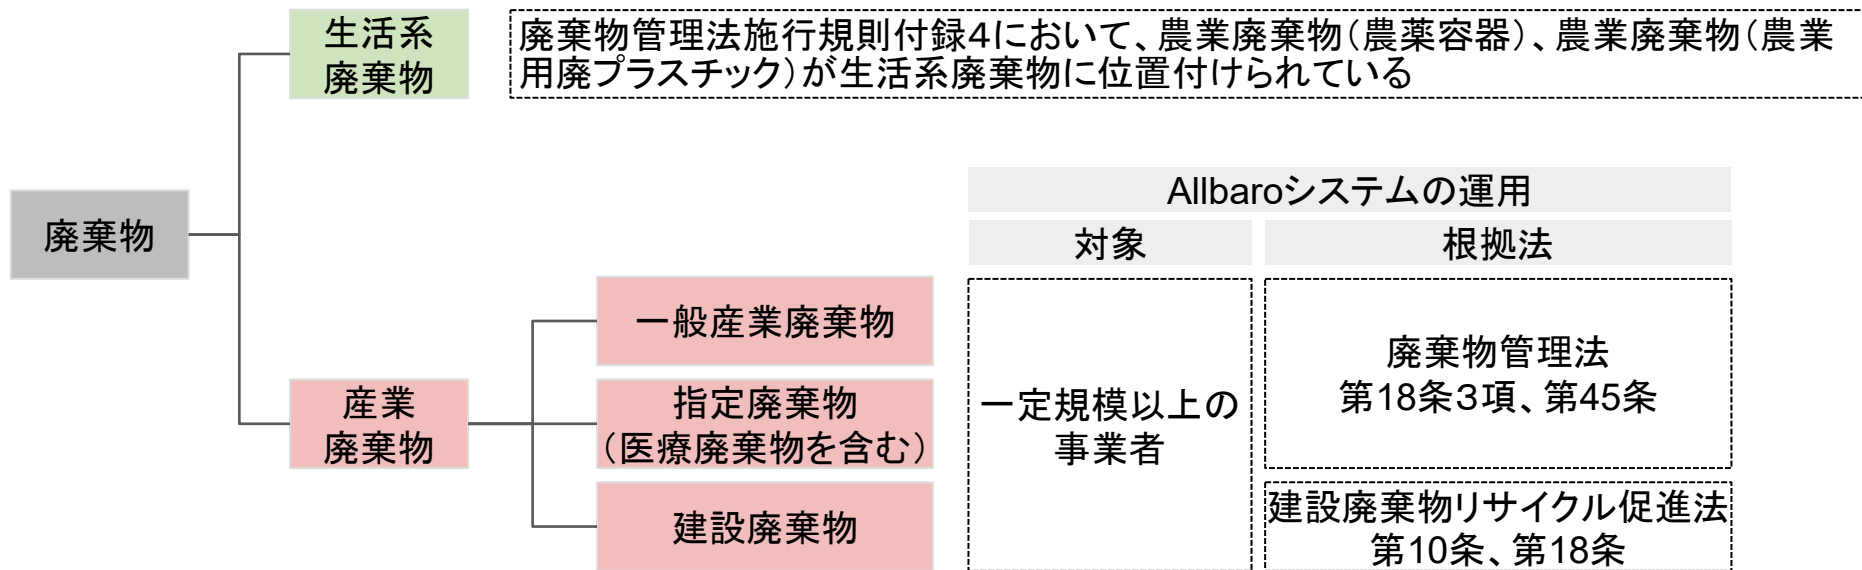 生活系
廃棄物
廃棄物管理法施行規則付録4において、農業廃棄物(農薬容器)、農業廃棄物(農業
用廃プラスチック)が生活系廃棄物に位置付けられている
廃棄物
Allbaroシステムの運用
対象
根拠法
一般産業廃棄物
産業
廃棄物
指定廃棄物
(医療廃棄物を含む)
建設廃棄物
一定規模以上の
事業者
廃棄物管理法
第18条3項、第45条
建設廃棄物リサイクル促進法
第10条、第18条